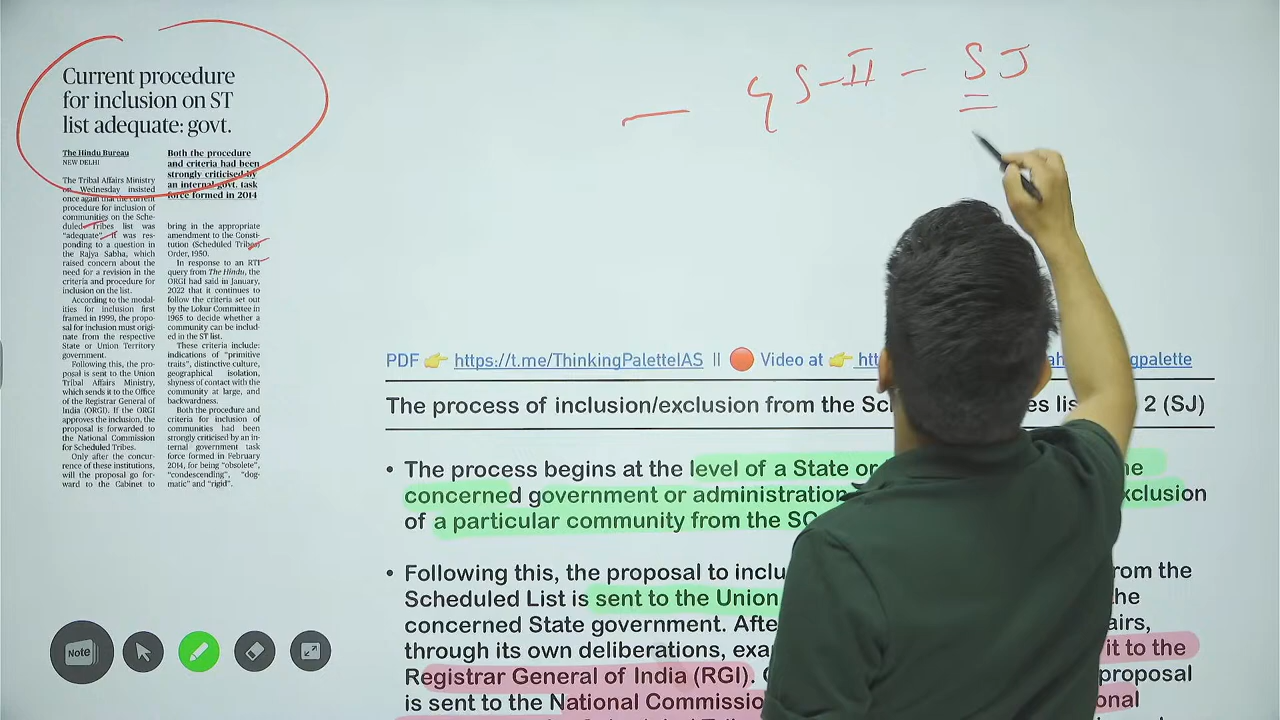 Current procedure
for inclusion on ST
list adequate: govt.
The Hindu Bureau
NEW DELHI
The Tribal Affairs Ministry
on Wednesday insisted
once again that the current
procedure for inclusion of
communities on the Sche-
duled Tribes list was
"adequate". It was res-
ponding to a question in
the Rajya Sabha, which
raised concern about the
need for a revision in the
criteria and procedure for
inclusion on the list.
According to the modal-
ities for inclusion first
framed in 1999, the propo-
sal for inclusion must origi-
nate from the respective
State or Union Territory
government.
Following this, the pro-
posal is sent to the Union
Tribal Affairs Ministry,
which sends it to the Office
of the Registrar General of
India (ORGI). If the ORGI
approves the inclusion, the
proposal is forwarded to
the National Commission
for Scheduled Tribes.
Only after the concur-
rence of these institutions,
will the proposal go for-
ward to the Cabinet to
Both the procedure
and criteria had been
strongly criticised by
an internal govt. task
force formed in 2014
bring in the appropriate
amendment to the Consti-
tution (Scheduled Tribes)
Order, 1950.
In response to an RTI
query from The Hindu, the
ORGI had said in January,
2022 that it continues to
follow the criteria set out
by the Lokur Committee in
1965 to decide whether a
community can be includ-
ed in the ST list.
These criteria include:
indications of "primitive
traits", distinctive culture,
geographical isolation,
shyness of contact with the
community at large, and
backwardness.
Both the procedure and
criteria for inclusion of
communities had been
strongly criticised by an in-
ternal government task
force formed in February
2014, for being "obsolete",
"condescending", "dog-
matic" and "rigid".
GS-II - SJ
PDF 👉 https://t.me/ThinkingPaletteIAS || 🔴 Video at 👉
The process of inclusion/exclusion from the 2 (SJ)
• The process begins at the level of a State or
concerned government or administration
of a particular community from the
• Following this, the proposal to from the
Scheduled List is sent to the Union the
concerned State government.
through its own deliberations, it to the
Registrar General of India (RGI). proposal
is sent to the National
Note